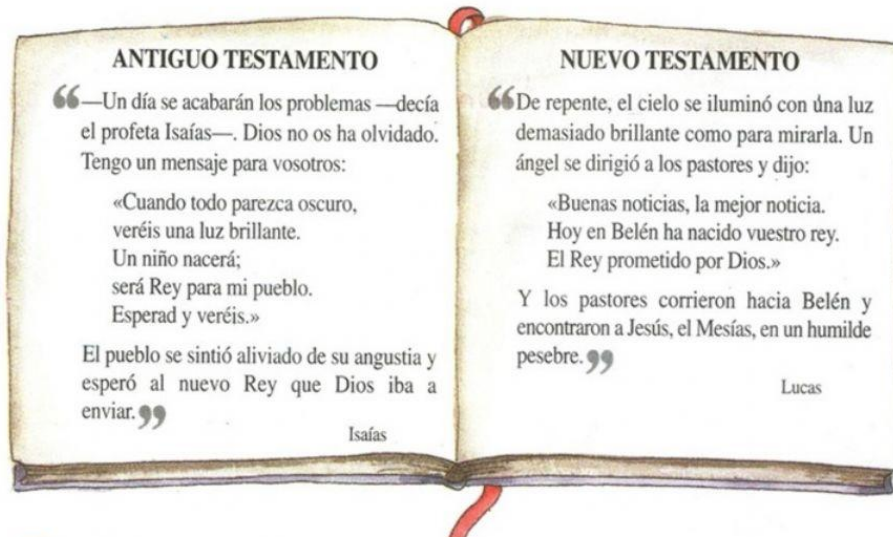 ANTIGUO TESTAMENTO
“—Un día se acabarán los problemas —decía
el profeta Isaías—. Dios no os ha olvidado.
Tengo un mensaje para vosotros:
«Cuando todo parezca oscuro,
veréis una luz brillante.
Un niño nacerá;
será Rey para mi pueblo.
Esperad y veréis.»
El pueblo se sintió aliviado de su angustia y
esperó al nuevo Rey que Dios iba a
enviar.”
Isaías
NUEVO TESTAMENTO
“De repente, el cielo se iluminó con una luz
demasiado brillante como para mirarla. Un
ángel se dirigió a los pastores y dijo:
«Buenas noticias, la mejor noticia.
Hoy en Belén ha nacido vuestro rey.
El Rey prometido por Dios.»
Y los pastores corrieron hacia Belén y
encontraron a Jesús, el Mesías, en un humilde
pesebre.”
Lucas